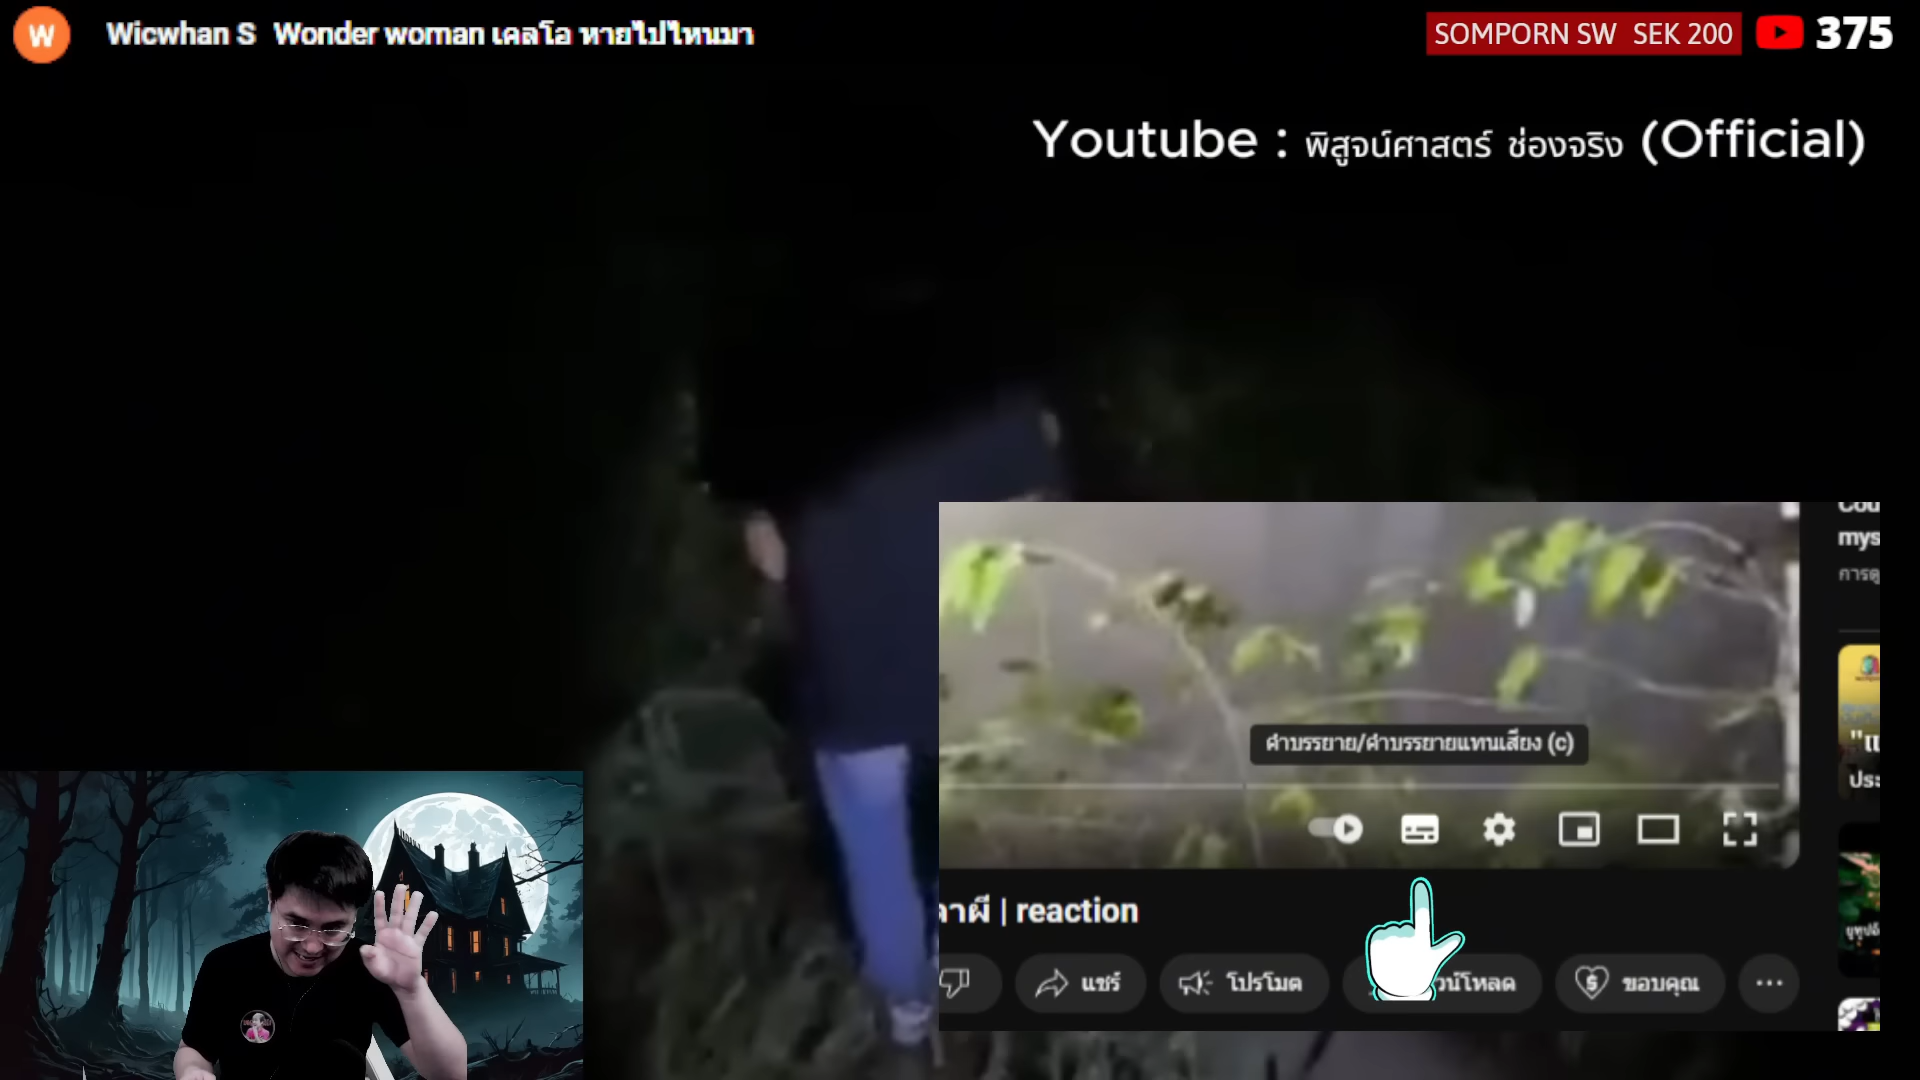 W Wicwhan S Wonder woman เคลโอ หายไปไหนมา
SOMPORN SW SEK 200 375
Youtube : พิสูจน์ศาสตร์ ช่องจริง (Official)
mys
คำบรรยาย/คำบรรยายแทนเสียง (c)
ประ
| reaction
แชร์ โปรโมต ขอบคุณ